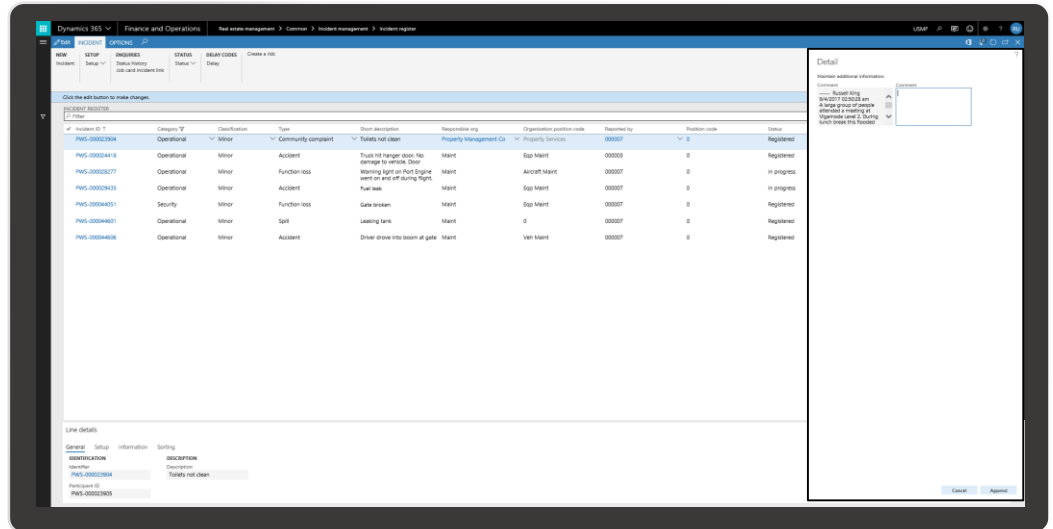 Dynamics 365 Finance and Operations Real estate management > Common > Incident management > Incident register USMF ? RU
Edit INCIDENT OPTIONS
NEW SETUP ENQUIRIES STATUS DELAY CODES Create a risk
Incident Setup Status history Status Delay
Job card incident link
Click the edit button to make changes.
INCIDENT REGISTER
Filter
Incident ID Category Classification Type Short description Responsible org Organisation position code Reported by Position code Status
PWS-000023904 Operational Minor Community complaint Toilets not clean Property Management Co Property Services 000007 0 Registered
PWS-000024418 Operational Minor Accident Truck hit hanger door: No damage to vehicle. Door Maint Eqp Maint 000003 0 Registered
PWS-000028277 Operational Minor Function loss Warning light on Port Engine went on and off during flight. Maint Aircraft Maint 000007 0 In progress
PWS-000029435 Operational Minor Accident Fuel leak Maint Eqp Maint 000007 0 In progress
PWS-000044051 Security Minor Function loss Gate broken Maint Eqp Maint 000007 0 Registered
PWS-000044601 Operational Minor Spill Leaking tank Maint 0 000007 0 Registered
PWS-000044606 Operational Minor Accident Driver drove into boom at gate Maint Veh Maint 000007 0 Registered
Line details
General Setup Information Sorting
IDENTIFICATION DESCRIPTION
Identifier Description
PWS-000023904 Toilets not clean
Participant ID
PWS-000023905
?
Detail
Maintain additional information.
Comment Comment
------ Russell King
9/4/2017 02:50:28 am
A large group of people
attended a meeting at
Vigamode Level 2. During
lunch break this flooded
Cancel Append